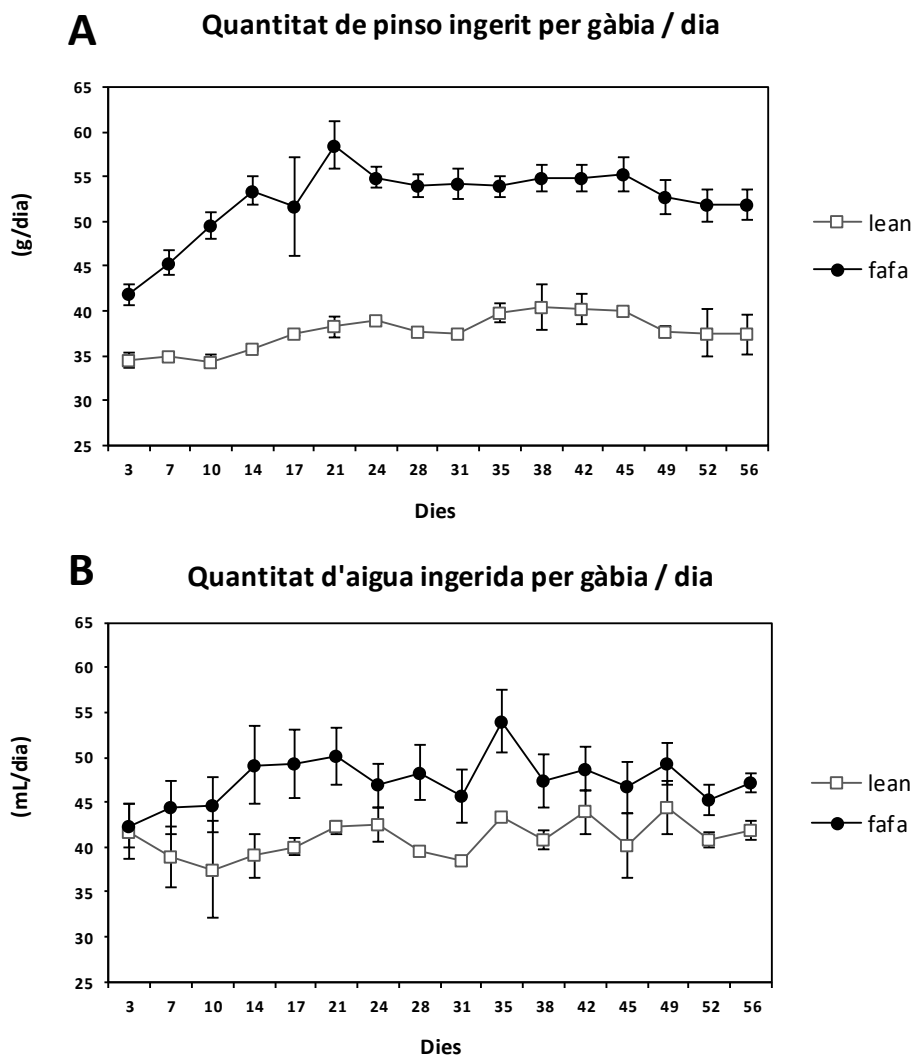 A
Quantitat de pinso ingerit per gàbia / dia
65
60
55
50
45
40
35
30
25
(g/dia)
3 7 10 14 17 21 24 28 31 35 38 42 45 49 52 56
Dies
lean
fafa
B
Quantitat d'aigua ingerida per gàbia / dia
65
60
55
50
45
40
35
30
25
(mL/dia)
3 7 10 14 17 21 24 28 31 35 38 42 45 49 52 56
Dies
lean
fafa